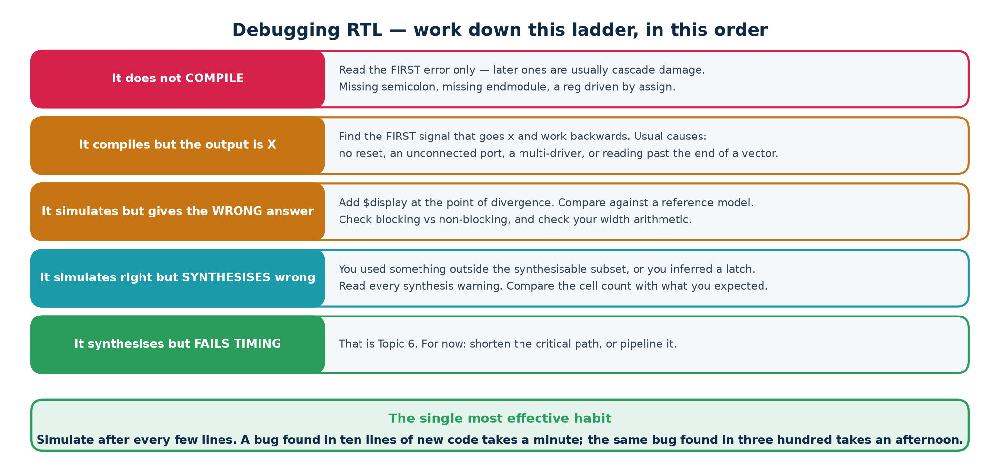 Debugging RTL — work down this ladder, in this order
It does not COMPILE
Read the FIRST error only — later ones are usually cascade damage.
Missing semicolon, missing endmodule, a reg driven by assign.
It compiles but the output is X
Find the FIRST signal that goes x and work backwards. Usual causes:
no reset, an unconnected port, a multi-driver, or reading past the end of a vector.
It simulates but gives the WRONG answer
Add $display at the point of divergence. Compare against a reference model.
Check blocking vs non-blocking, and check your width arithmetic.
It simulates right but SYNTHESISES wrong
You used something outside the synthesisable subset, or you inferred a latch.
Read every synthesis warning. Compare the cell count with what you expected.
It synthesises but FAILS TIMING
That is Topic 6. For now: shorten the critical path, or pipeline it.
The single most effective habit
Simulate after every few lines. A bug found in ten lines of new code takes a minute; the same bug found in three hundred takes an afternoon.